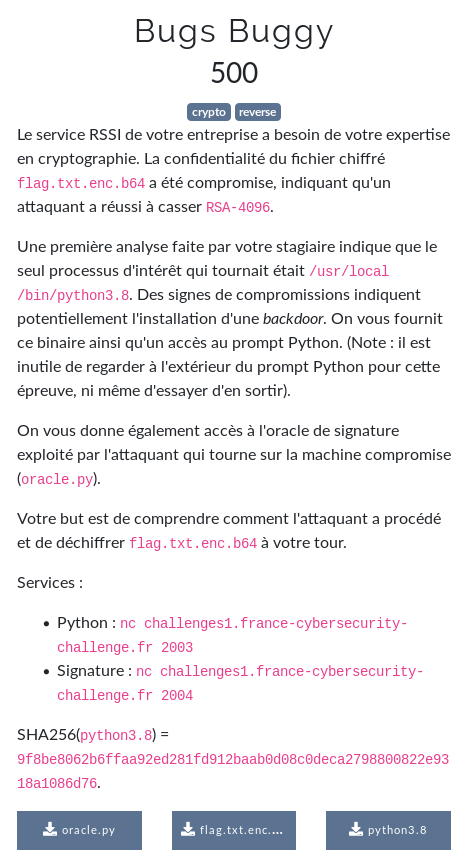 Bugs Buggy
500
crypto reverse
Le service RSSI de votre entreprise a besoin de votre expertise
en cryptographie. La confidentialité du fichier chiffré
flag.txt.enc.b64 a été compromise, indiquant qu'un
attaquant a réussi à casser RSA-4096.
Une première analyse faite par votre stagiaire indique que le
seul processus d'intérêt qui tournait était /usr/local
/bin/python3.8. Des signes de compromissions indiquent
potentiellement l'installation d'une backdoor. On vous fournit
ce binaire ainsi qu'un accès au prompt Python. (Note : il est
inutile de regarder à l'extérieur du prompt Python pour cette
épreuve, ni même d'essayer d'en sortir).
On vous donne également accès à l'oracle de signature
exploité par l'attaquant qui tourne sur la machine compromise
(oracle.py).
Votre but est de comprendre comment l'attaquant a procédé
et de déchiffrer flag.txt.enc.b64 à votre tour.
Services :
• Python : nc challenges1.france-cybersecurity-
challenge.fr 2003
• Signature : nc challenges1.france-cybersecurity-
challenge.fr 2004
SHA256(python3.8) =
9f8be8062b6ffaa92ed281fd912baab0d08c0deca2798800822e93
18a1086d76.
oracle.py flag.txt.enc.... python3.8